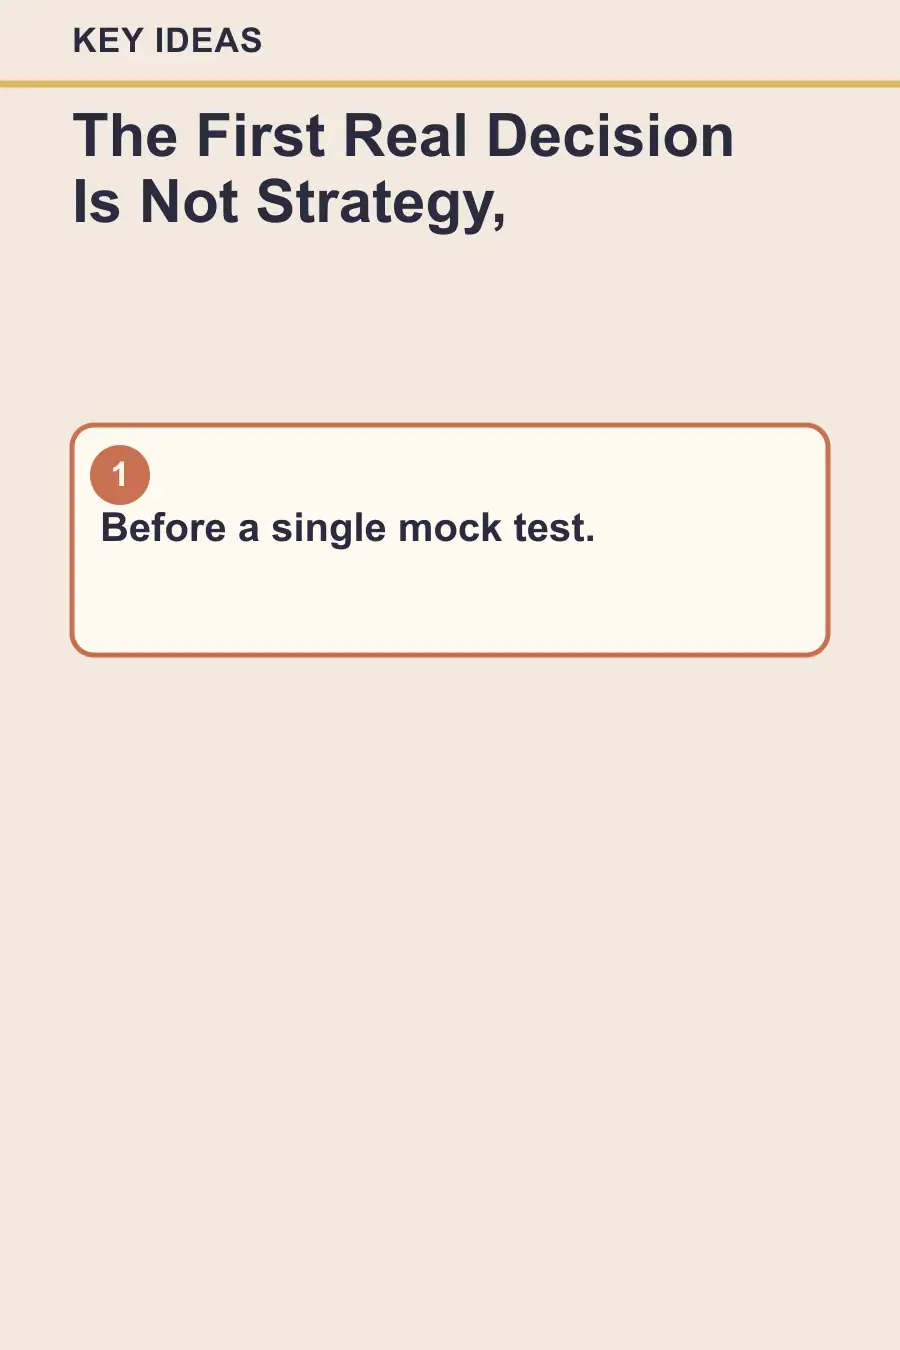 KEY IDEAS
The First Real Decision
Is Not Strategy,
1
Before a single mock test.